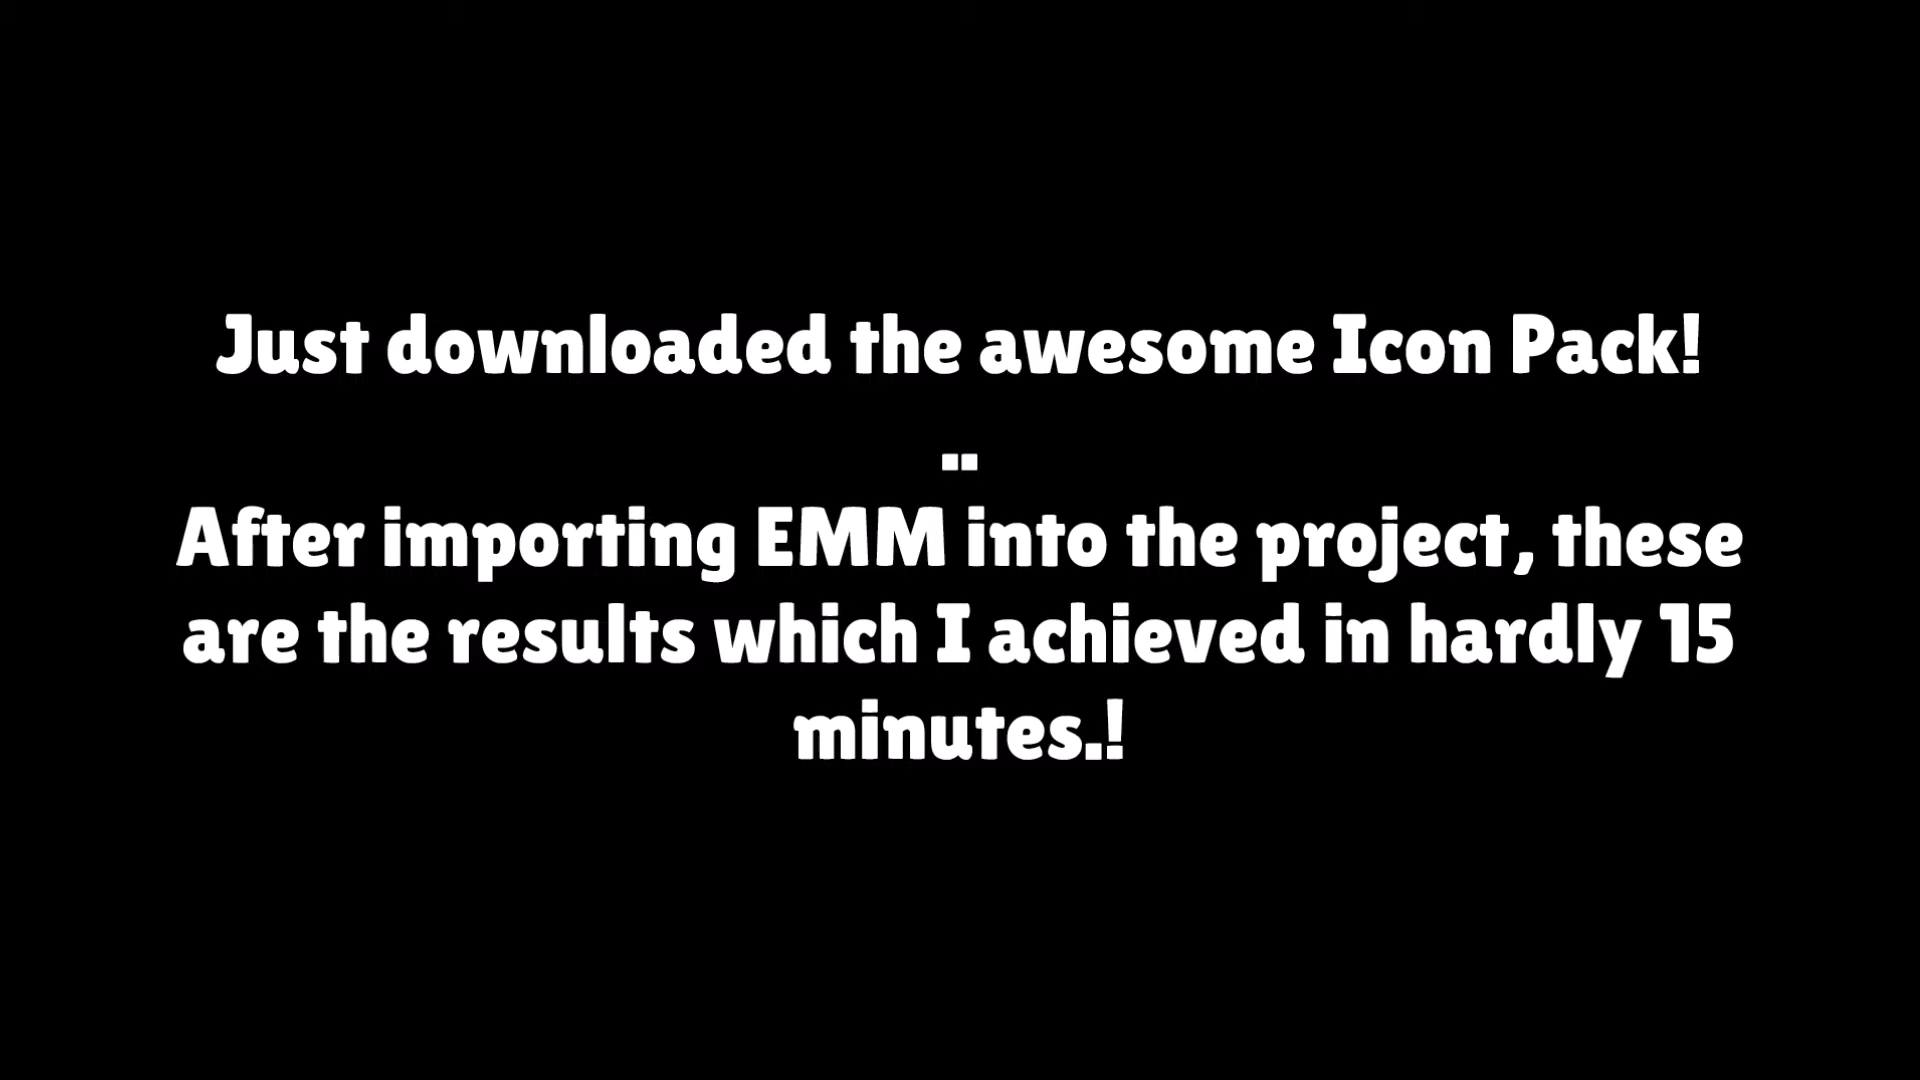 Just downloaded the awesome Icon Pack!
..
After importing EMM into the project, these
are the results which I achieved in hardly 15
minutes.!